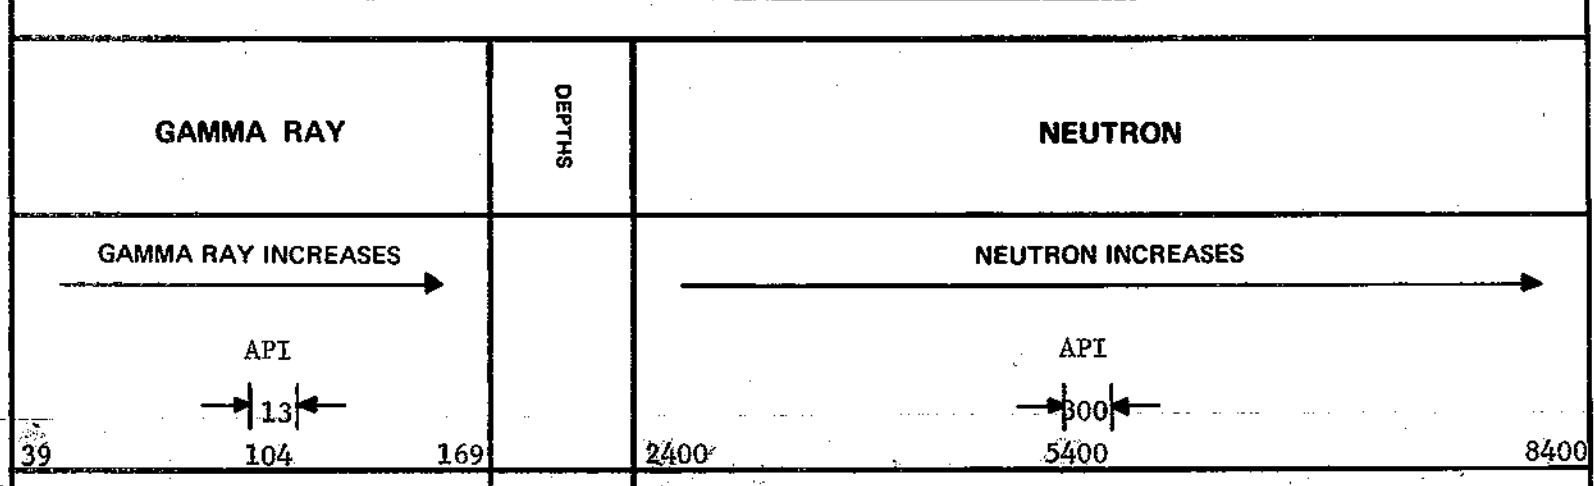 GAMMA RAY
DEPTHS
NEUTRON
GAMMA RAY INCREASES
NEUTRON INCREASES
API
API
13
300
39 104 169
2400 5400 8400